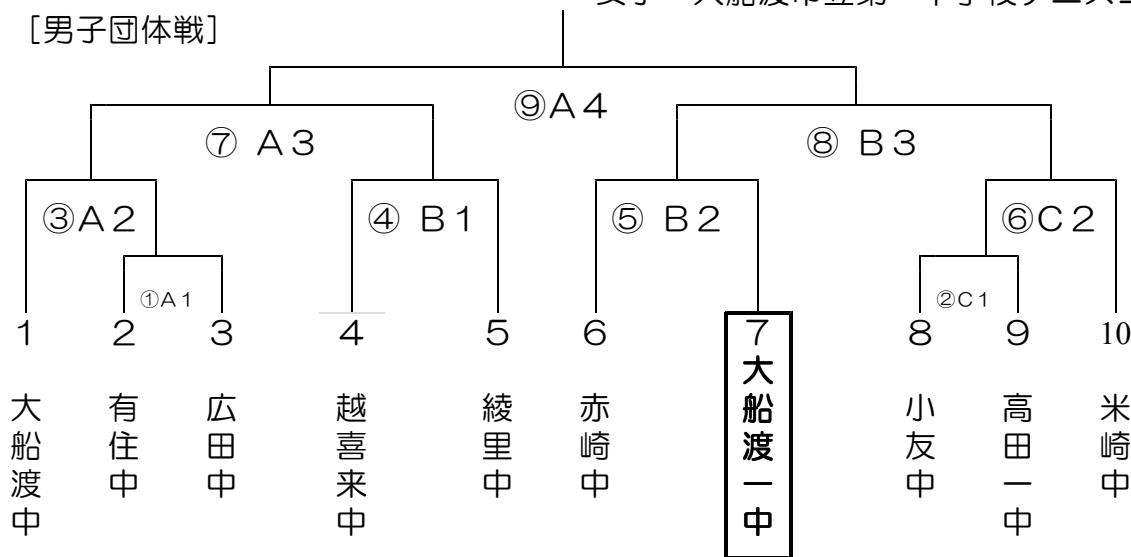 [男子団体戦]
⑨A4
⑦ A3
⑧ B3
③A2
④ B1
⑤ B2
⑥C2
①A1
②C1
1
2
3
4
5
6
7
8
9
10
大船渡中
有住中
広田中
越喜来中
綾里中
赤崎中
大船渡一中
小友中
高田一中
米崎中